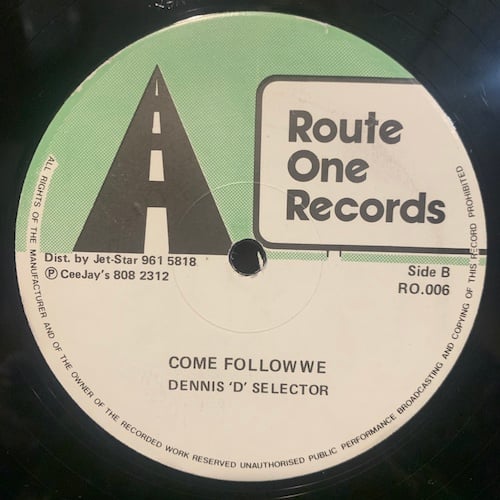 Route
One
Records
Dist. by Jet-Star 961 5818
Ⓟ CeeJay's 808 2312
Side B
RO.006
COME FOLLOW WE
DENNIS 'D' SELECTOR
ALL RIGHTS OF THE MANUFACTURER AND OF THE OWNER OF THE RECORDED WORK RESERVED UNAUTHORISED PUBLIC PERFORMANCE BROADCASTING AND COPYING OF THIS RECORD PROHIBITED